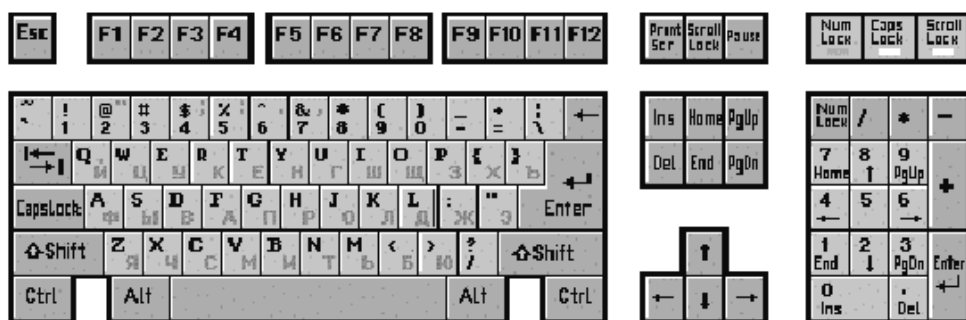 Esc F1 F2 F3 F4 F5 F6 F7 F8 F9 F10 F11 F12 Print Scr Scroll Lock Pause Num Lock Caps Lock Scroll Lock
~ ` ! 1 @ " 2 # 3 $ ; 4 % : 5 ^ 6 & 7 * 8 ( 9 ) 0 _ - + = | \ ← Ins Home PgUp Num Lock / * -
Q Й W Ц E У R К T Е Y Н U Г I Ш O Щ P З { Х } Ъ Del End PgDn 7 Home 8 ↑ 9 PgUp +
CapsLock A Ф S Ы D В F А G П H Р J О K Л L Д : Ж " Э Enter 4 ← 5 6 →
Shift Z Я X Ч C С V М B И N Т M Ь < Б > Ю ? / Shift ↑ 1 End 2 ↓ 3 PgDn Enter
Ctrl Alt Alt Ctrl ← ↓ → 0 Ins . Del